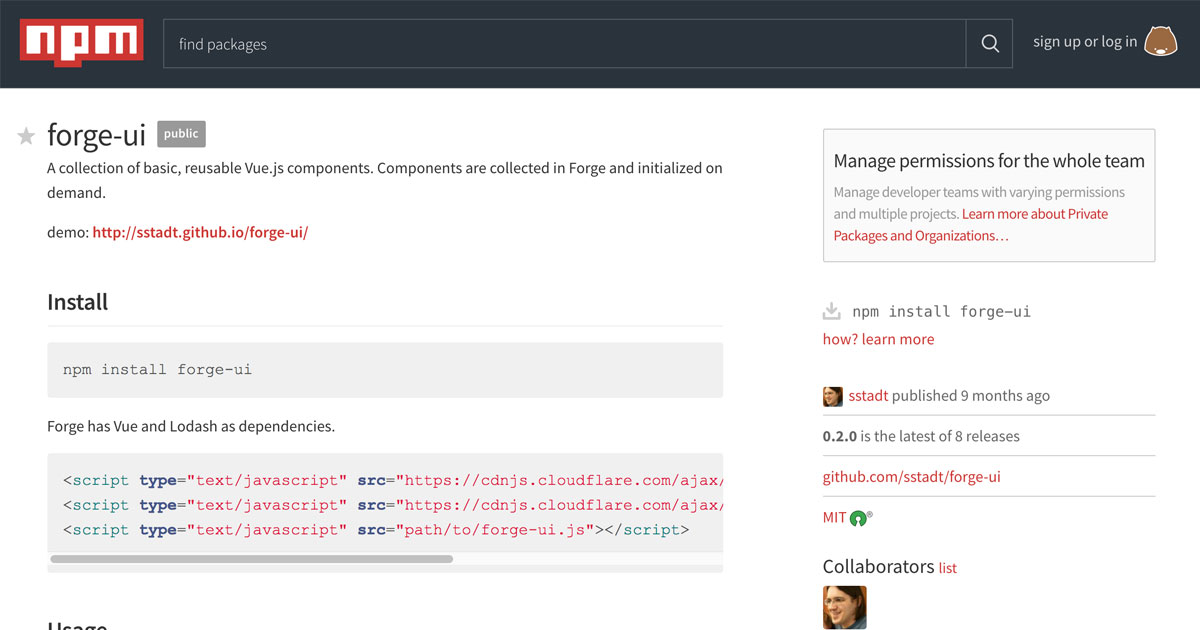 npm
find packages
sign up or log in
forge-ui public
A collection of basic, reusable Vue.js components. Components are collected in Forge and initialized on
demand.
demo: http://sstadt.github.io/forge-ui/
Install
npm install forge-ui
Forge has Vue and Lodash as dependencies.
<script type="text/javascript" src="https://cdnjs.cloudflare.com/ajax/
<script type="text/javascript" src="https://cdnjs.cloudflare.com/ajax/
<script type="text/javascript" src="path/to/forge-ui.js"></script>
Usage
Manage permissions for the whole team
Manage developer teams with varying permissions
and multiple projects. Learn more about Private
Packages and Organizations…
npm install forge-ui
how? learn more
sstadt published 9 months ago
0.2.0 is the latest of 8 releases
github.com/sstadt/forge-ui
MIT ®
Collaborators list